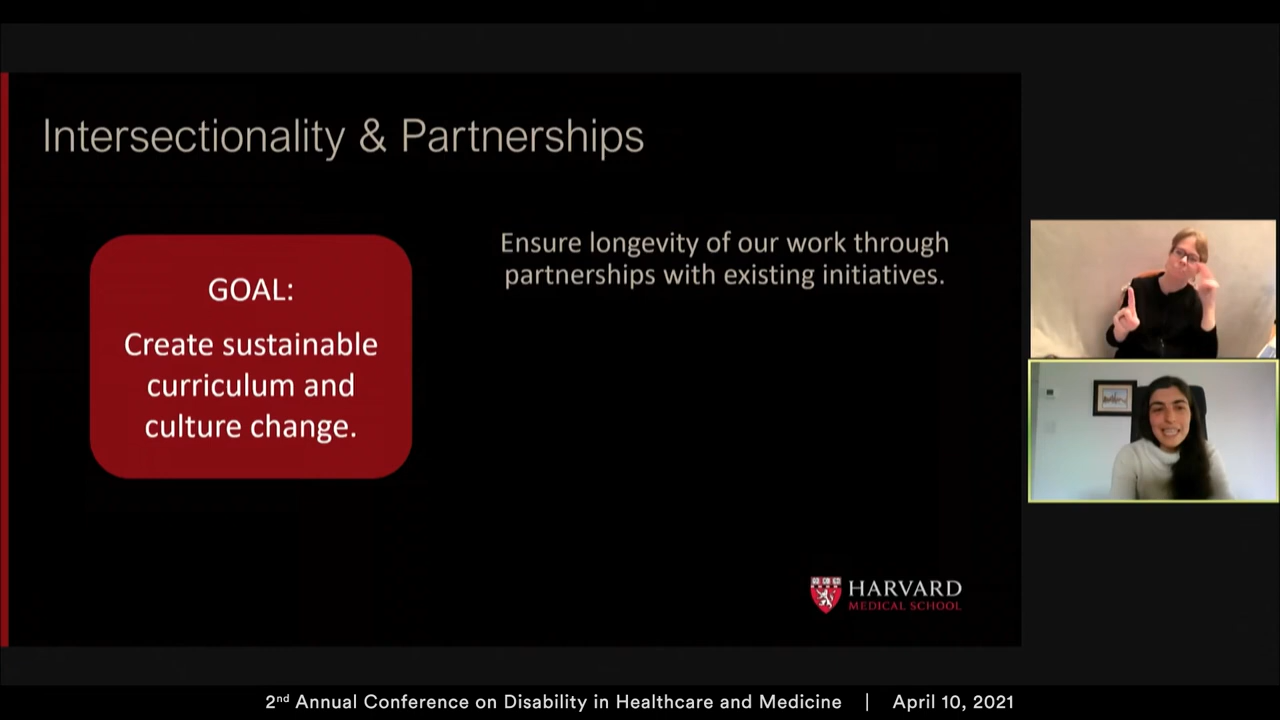 Intersectionality & Partnerships
GOAL:
Create sustainable
curriculum and
culture change.
Ensure longevity of our work through
partnerships with existing initiatives.
HARVARD
MEDICAL SCHOOL
2nd Annual Conference on Disability in Healthcare and Medicine | April 10, 2021